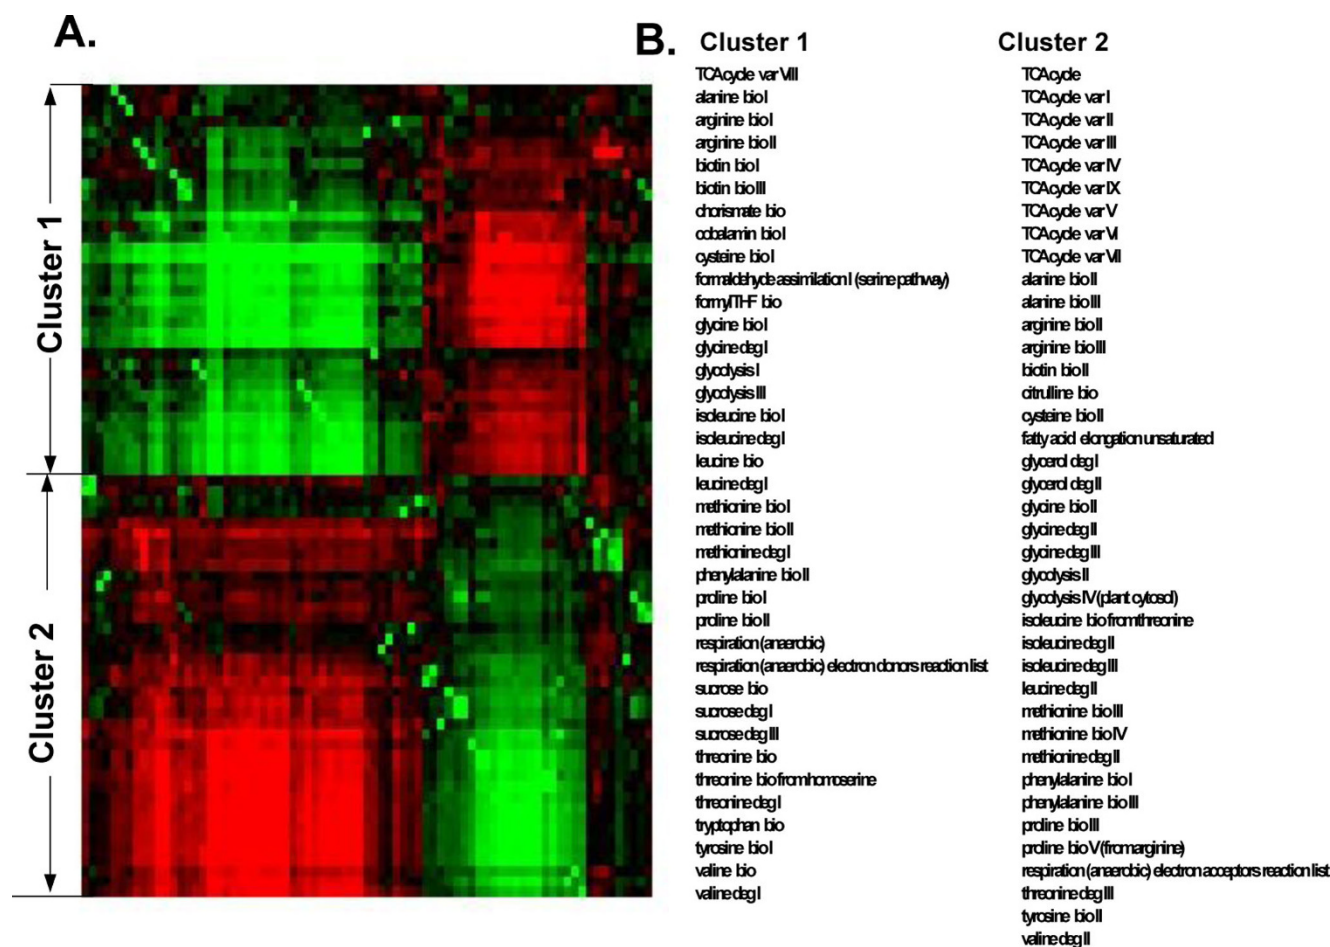 A.
Cluster 1
Cluster 2
B.
Cluster 1
TCAcycle var VIII
alanine bio I
arginine bio I
arginine bio II
biotin bio I
biotin bio III
chorismate bio
cobalamin bio I
cysteine bio I
formaldehyde assimilation I (serine pathway)
formylTHF bio
glycine bio I
glycine deg I
glycolysis I
glycolysis III
isoleucine bio I
isoleucine deg I
leucine bio
leucine deg I
methionine bio I
methionine bio II
methionine deg I
phenylalanine bio II
proline bio I
proline bio II
respiration (anaerobic)
respiration (anaerobic) electron donors reaction list
sucrose bio
sucrose deg I
sucrose deg III
threonine bio
threonine bio from homoserine
threonine deg I
tryptophan bio
tyrosine bio I
valine bio
valine deg I
Cluster 2
TCAcycle
TCAcycle var I
TCAcycle var II
TCAcycle var III
TCAcycle var IV
TCAcycle var IX
TCAcycle var V
TCAcycle var VI
TCAcycle var VII
alanine bio II
alanine bio III
arginine bio II
arginine bio III
biotin bio II
citrulline bio
cysteine bio II
fatty acid elongation unsaturated
glycerol deg I
glycerol deg II
glycine bio II
glycine deg II
glycine deg III
glycolysis II
glycolysis IV (plant cytosol)
isoleucine bio from threonine
isoleucine deg II
isoleucine deg III
leucine deg II
methionine bio III
methionine bio IV
methionine deg II
phenylalanine bio I
phenylalanine bio III
proline bio III
proline bio V (from arginine)
respiration (anaerobic) electron acceptors reaction list
threonine deg III
tyrosine bio II
valine deg II